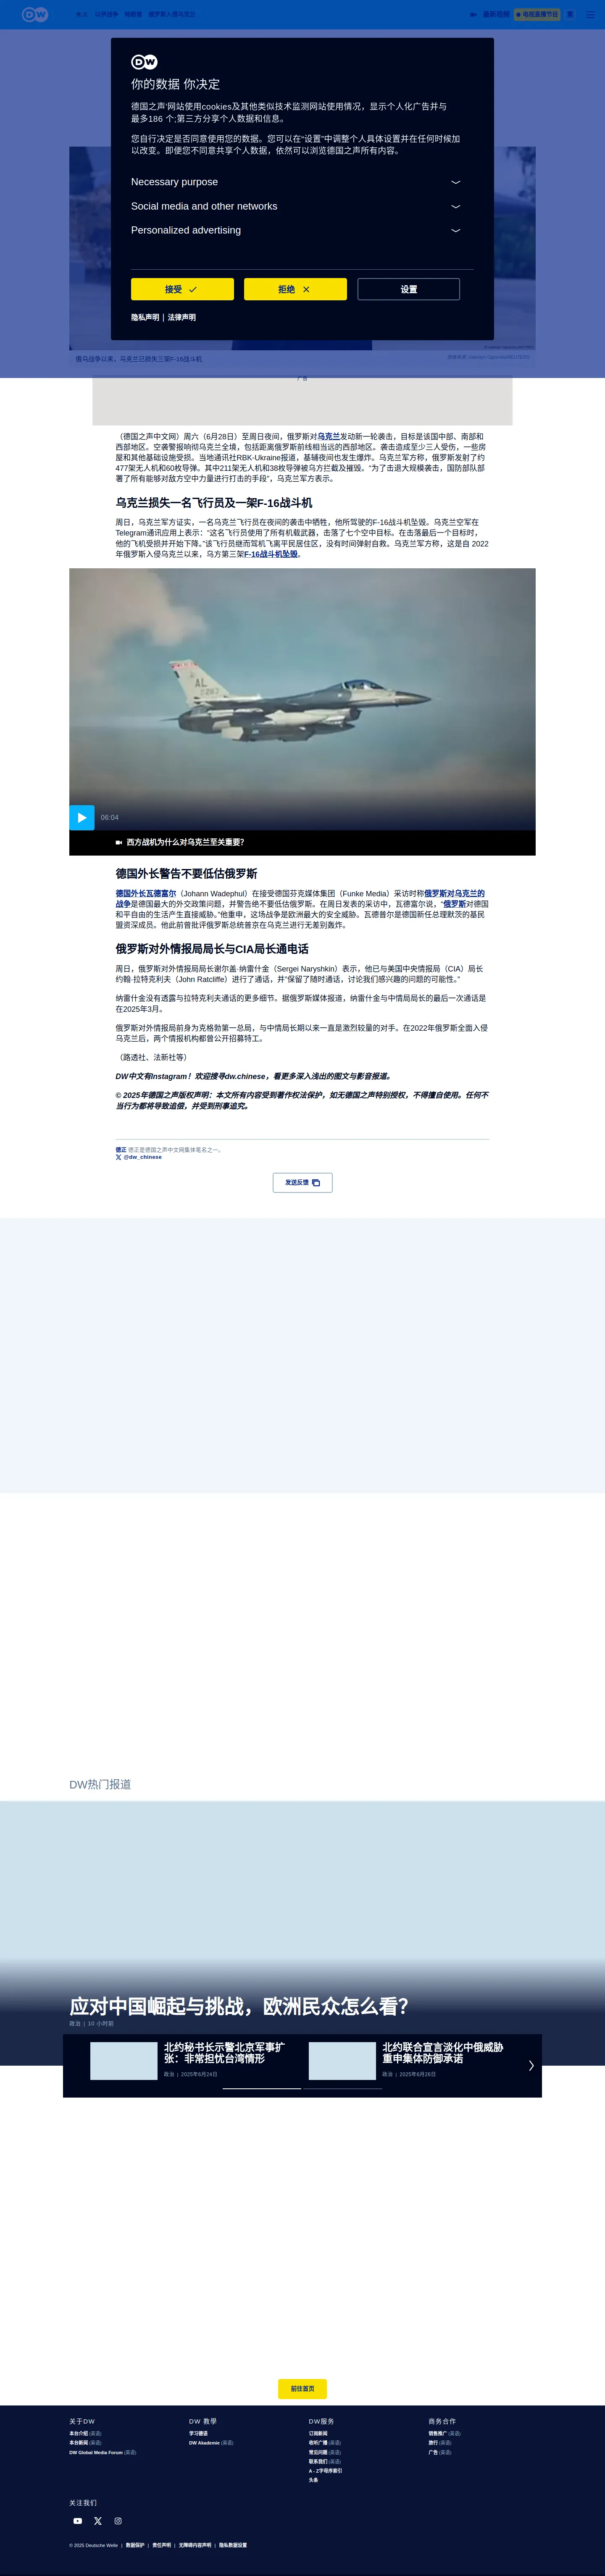 DW
以伊战争
特朗普
俄罗斯入侵乌克兰
最新视频
电视直播节目
DW
你的数据 你决定
德国之声'网站使用cookies及其他类似技术监测网站使用情况，显示个人化广告并与
最多186 个;第三方分享个人数据和信息。
您自行决定是否同意使用您的数据。您可以在“设置”中调整个人具体设置并在任何时候加
以改变。即便您不同意共享个人数据，依然可以浏览德国之声所有内容。
Necessary purpose
Social media and other networks
Personalized advertising
接受
拒绝
设置
隐私声明 | 法律声明
俄乌战争以来，乌克兰已损失三架F-16战斗机
广告
（德国之声中文网）周六（6月28日）至周日夜间，俄罗斯对乌克兰发动新一轮袭击，目标是该国中部、南部和
西部地区。空袭警报响彻乌克兰全境，包括距离俄罗斯前线相当远的西部地区。袭击造成至少三人受伤，一些房
屋和其他基础设施受损。当地通讯社RBK-Ukraine报道，基辅夜间也发生爆炸。乌克兰军方称，俄罗斯发射了约
477架无人机和60枚导弹。其中211架无人机和38枚导弹被乌方拦截及摧毁。“为了击退大规模袭击，国防部队部
署了所有能够对敌方空中力量进行打击的手段”，乌克兰军方表示。
乌克兰损失一名飞行员及一架F-16战斗机
周日，乌克兰军方证实，一名乌克兰飞行员在夜间的袭击中牺牲，他所驾驶的F-16战斗机坠毁。乌克兰空军在
Telegram通讯应用上表示：“这名飞行员使用了所有机载武器，击落了七个空中目标。在击落最后一个目标时，
他的飞机受损并开始下降。”该飞行员继而驾机飞离平民居住区，没有时间弹射自救。乌克兰军方称，这是自 2022
年俄罗斯入侵乌克兰以来，乌方第三架F-16战斗机坠毁。
06:04
西方战机为什么对乌克兰至关重要？
德国外长警告不要低估俄罗斯
德国外长瓦德富尔（Johann Wadephul）在接受德国芬克媒体集团（Funke Media）采访时称俄罗斯对乌克兰的
战争是德国最大的外交政策问题，并警告绝不要低估俄罗斯。在周日发表的采访中，瓦德富尔说，“俄罗斯对德国
和平自由的生活产生直接威胁。”他重申，这场战争是欧洲最大的安全威胁。瓦德普尔是德国新任总理默茨的基民
盟资深成员。他此前曾批评俄罗斯总统普京在乌克兰进行无差别轰炸。
俄罗斯对外情报局局长与CIA局长通电话
周日，俄罗斯对外情报局局长谢尔盖·纳雷什金（Sergei Naryshkin）表示，他已与美国中央情报局（CIA）局长
约翰·拉特克利夫（John Ratcliffe）进行了通话，并“保留了随时通话，讨论我们感兴趣的问题的可能性。”
纳雷什金没有透露与拉特克利夫通话的更多细节。据俄罗斯媒体报道，纳雷什金与中情局局长的最后一次通话是
在2025年3月。
俄罗斯对外情报局前身为克格勃第一总局，与中情局长期以来一直是激烈较量的对手。在2022年俄罗斯全面入侵
乌克兰后，两个情报机构都曾公开招募特工。
（路透社、法新社等）
DW中文有Instagram！欢迎搜寻dw.chinese，看更多深入浅出的图文与影音报道。
© 2025年德国之声版权声明：本文所有内容受到著作权法保护，如无德国之声特别授权，不得擅自使用。任何不
当行为都将导致追偿，并受到刑事追究。
德正 德正是德国之声中文网集体笔名之一。
@dw_chinese
发送反馈
DW热门报道
应对中国崛起与挑战，欧洲民众怎么看？
政治 | 10 小时前
北约秘书长示警北京军事扩
张：非常担忧台湾情形
政治 | 2025年6月24日
北约联合宣言淡化中俄威胁
重申集体防御承诺
政治 | 2025年6月26日
前往首页
关于DW
本台介绍 (英语)
本台新闻 (英语)
DW Global Media Forum (英语)
DW 教學
学习德语
DW Akademie (英语)
DW服务
订阅新闻
收听广播 (英语)
常见问题 (英语)
联系我们 (英语)
A - Z字母序索引
头条
商务合作
销售推广 (英语)
旅行 (英语)
广告 (英语)
关注我们
© 2025 Deutsche Welle | 数据保护 | 责任声明 | 无障碍内容声明 | 隐私数据设置